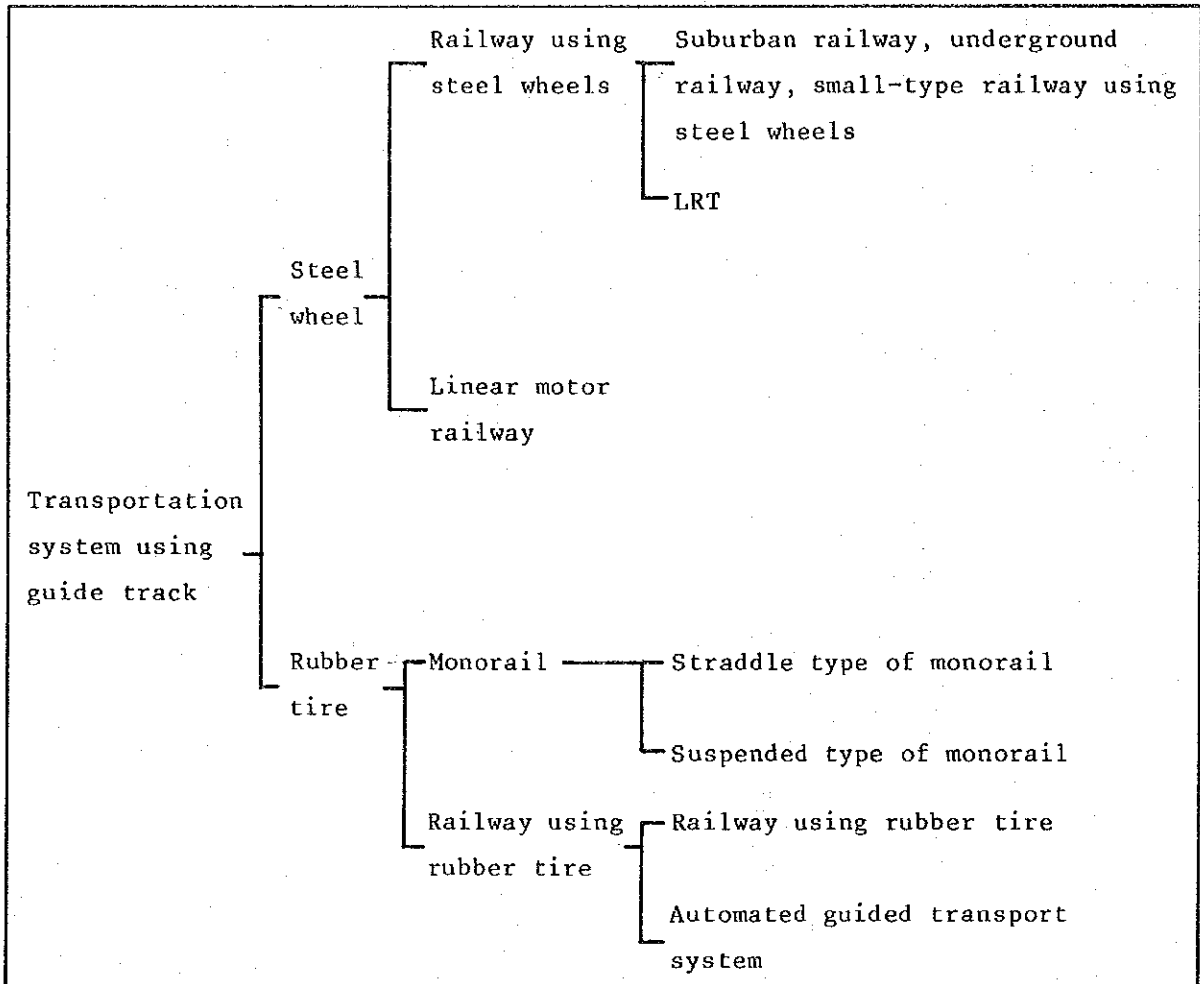 Railway using
steel wheels
Suburban railway, underground
railway, small-type railway using
steel wheels
LRT
Steel
wheel
Linear motor
railway
Transportation
system using
guide track
Rubber
tire
Monorail
Straddle type of monorail
Suspended type of monorail
Railway using
rubber tire
Railway using rubber tire
Automated guided transport
system